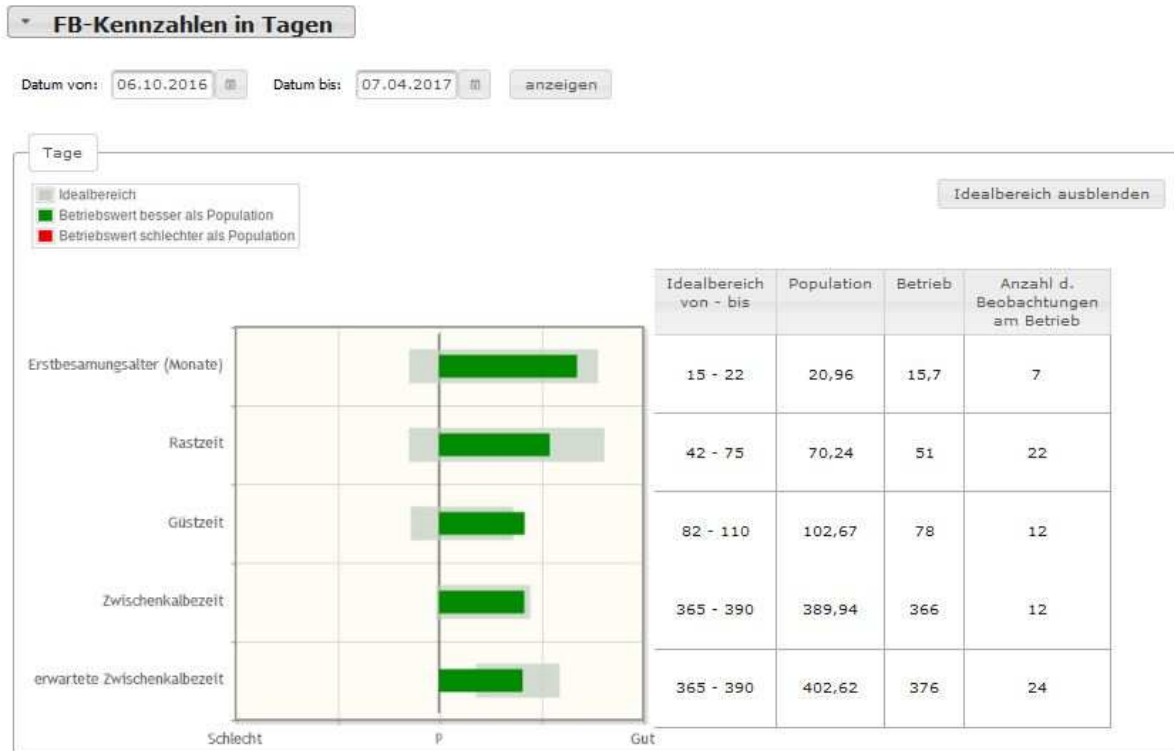 FB-Kennzahlen in Tagen
Datum von: 06.10.2016 Datum bis: 07.04.2017 anzeigen
Tage
Idealbereich
Betriebswert besser als Population
Betriebswert schlechter als Population
Idealbereich ausblenden
Idealbereich von - bis Population Betrieb Anzahl d. Beobachtungen am Betrieb
Erstbesamungsalter (Monate) 15 - 22 20,96 15,7 7
Rastzeit 42 - 75 70,24 51 22
Güstzeit 82 - 110 102,67 78 12
Zwischenkalbezeit 365 - 390 389,94 366 12
erwartete Zwischenkalbezeit 365 - 390 402,62 376 24
Schlecht P Gut